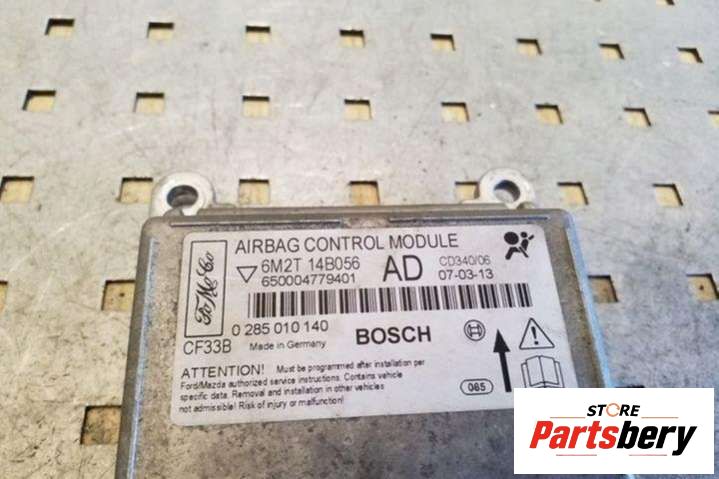 AIRBAG CONTROL MODULE
6M2T 14B056 AD CD340/06
650004779401 07-03-13
FoMoCo
0 285 010 140 BOSCH
CF33B Made in Germany
ATTENTION! Must be programmed after installation per
Ford/Mazda authorized service instructions. Contains vehicle
specific data. Removal and installation in other vehicles
not admissible! Risk of injury or malfunction!
065
STORE
Partsbery